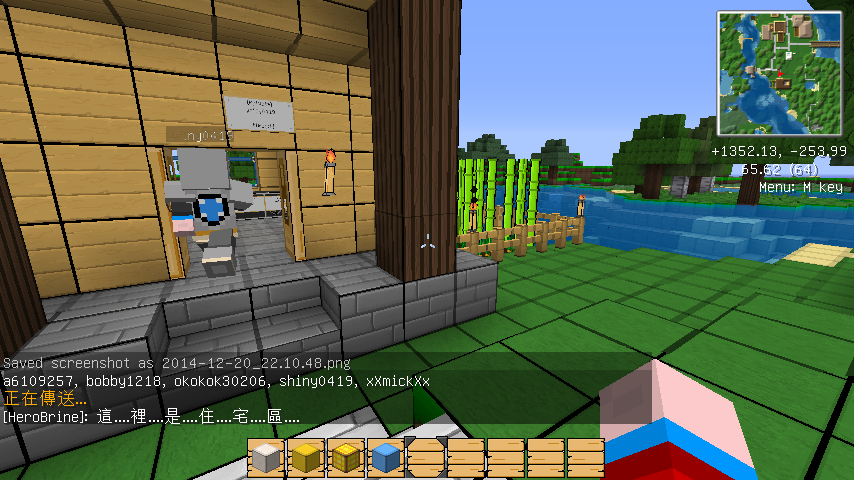 ny0419
+1352.13, -253.99
65.62 (64)
Menu: M key
Saved screenshot as 2014-12-20_22.10.48.png
a6109257, bobby1218, okokok30206, shiny0419, xXmickXx
正在傳送…
[HeroBrine]: 這....裡....是....住....宅....區....